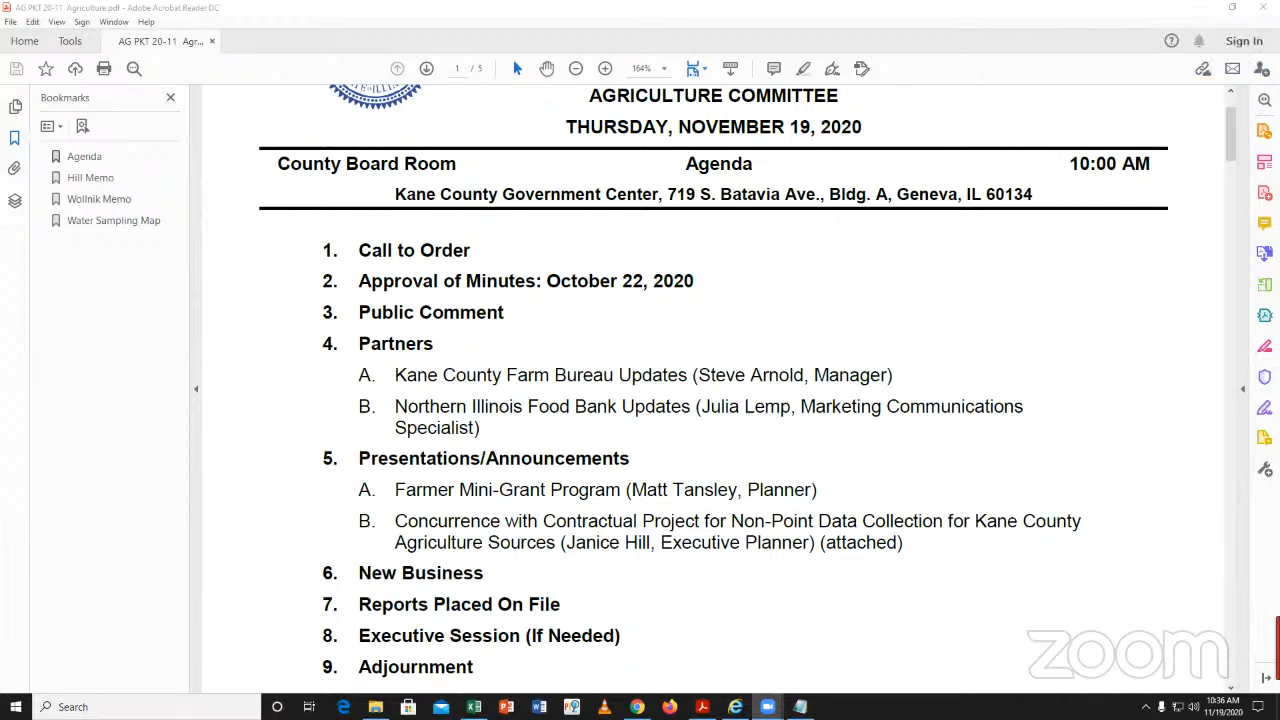 AG PKT 20-11 Agriculture.pdf - Adobe Acrobat Reader DC
File Edit View Sign Window Help
Home Tools AG PKT 20-11 Agr... × Sign In
1 / 5 164%
Bookmarks
Agenda
Hill Memo
Wollnik Memo
Water Sampling Map
AGRICULTURE COMMITTEE
THURSDAY, NOVEMBER 19, 2020
County Board Room Agenda 10:00 AM
Kane County Government Center, 719 S. Batavia Ave., Bldg. A, Geneva, IL 60134
1. Call to Order
2. Approval of Minutes: October 22, 2020
3. Public Comment
4. Partners
A. Kane County Farm Bureau Updates (Steve Arnold, Manager)
B. Northern Illinois Food Bank Updates (Julia Lemp, Marketing Communications
Specialist)
5. Presentations/Announcements
A. Farmer Mini-Grant Program (Matt Tansley, Planner)
B. Concurrence with Contractual Project for Non-Point Data Collection for Kane County
Agriculture Sources (Janice Hill, Executive Planner) (attached)
6. New Business
7. Reports Placed On File
8. Executive Session (If Needed)
9. Adjournment
zoom
Search
10:36 AM
11/19/2020